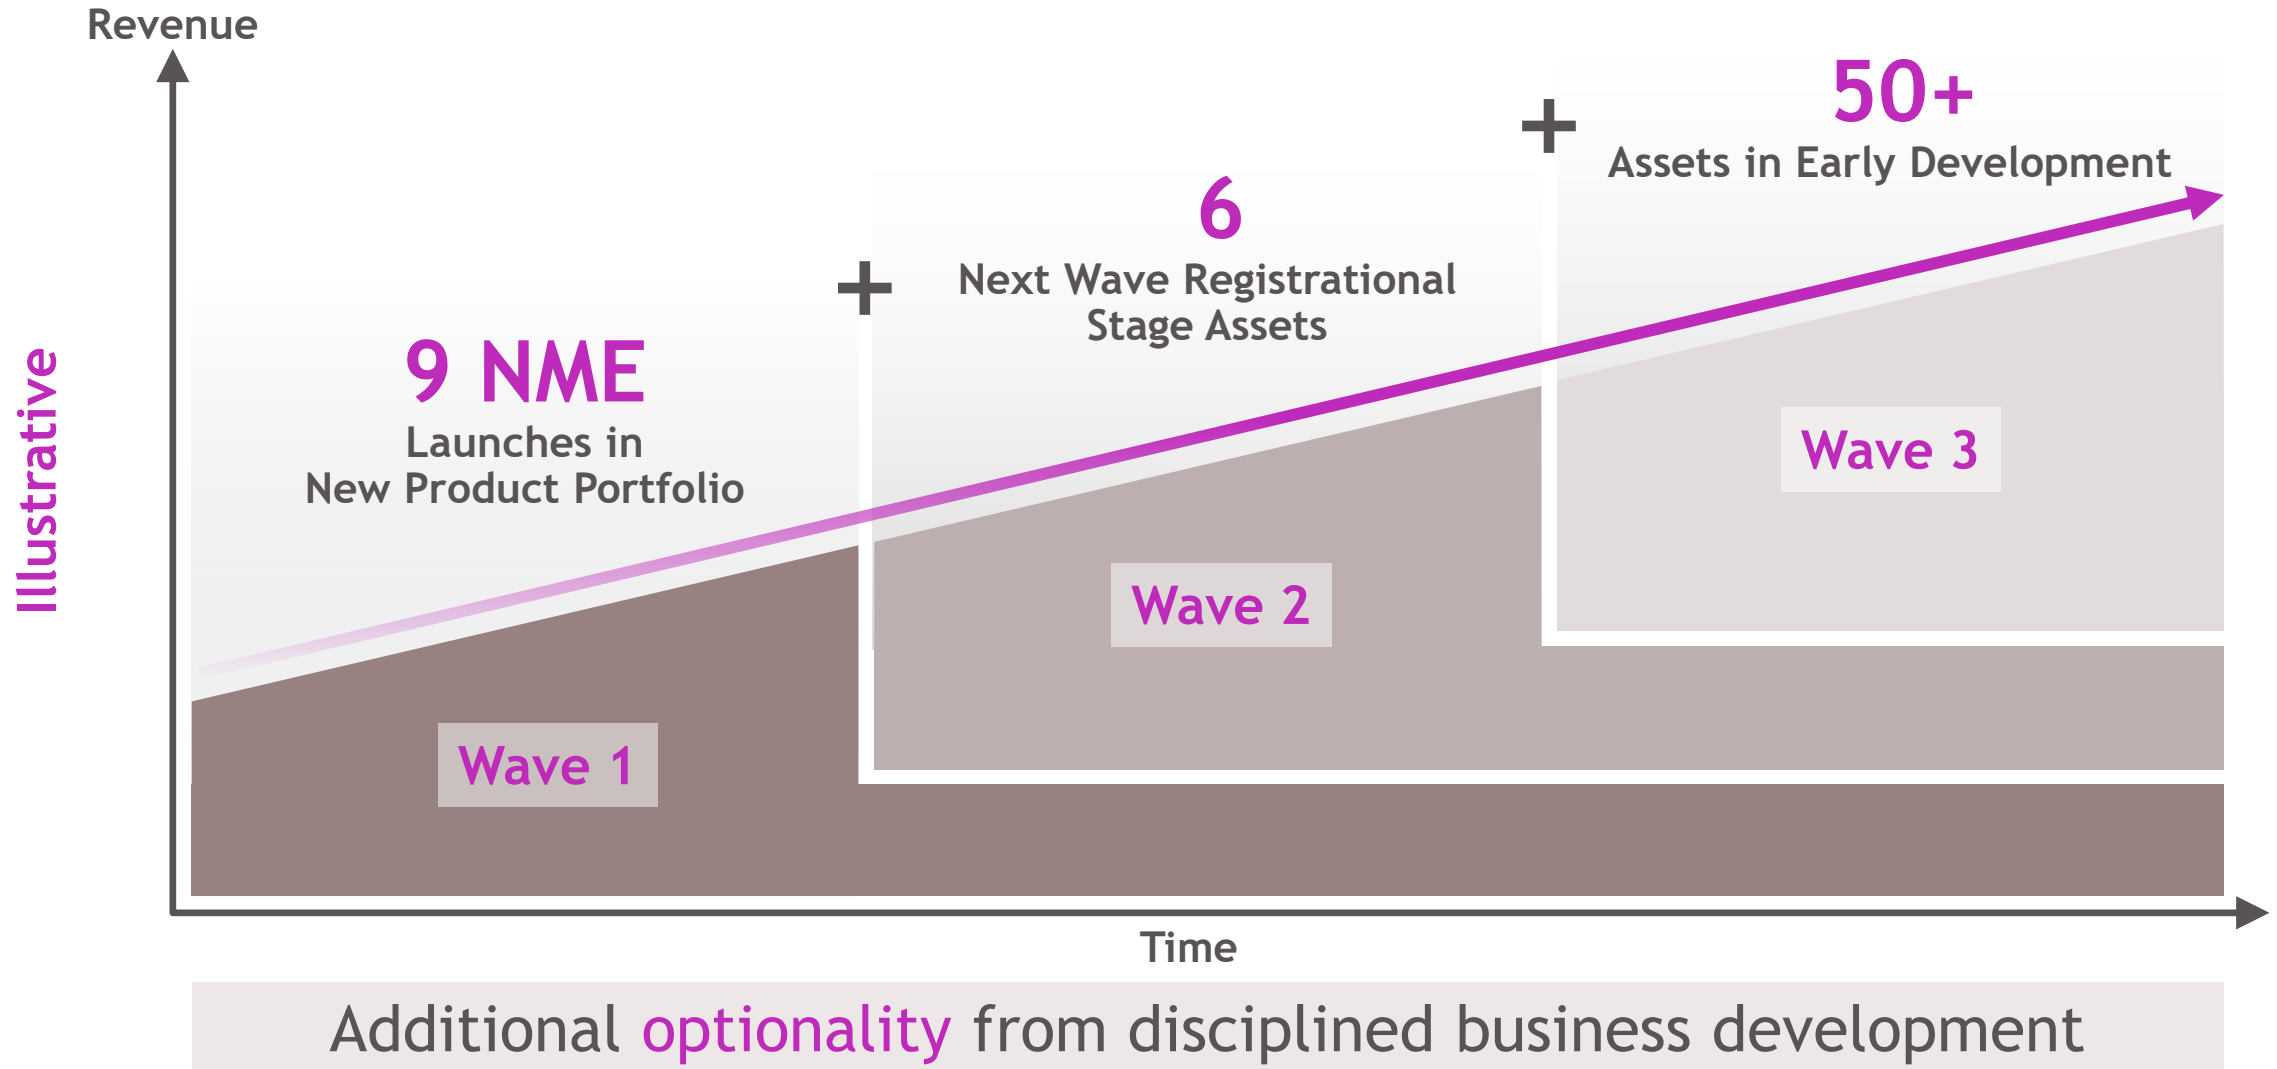 Revenue
Illustrative
9 NME
Launches in
New Product Portfolio
+
6
Next Wave Registrational
Stage Assets
+
50+
Assets in Early Development
Wave 1
Wave 2
Wave 3
Time
Additional optionality from disciplined business development